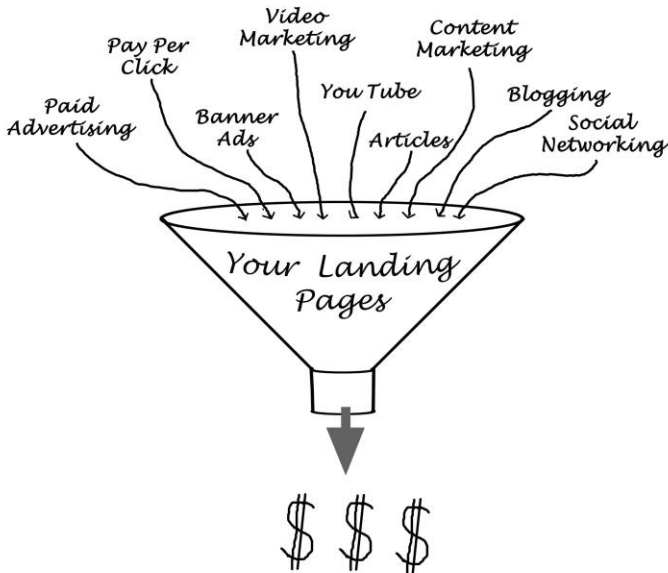 Video
Marketing
Content
Marketing
Pay Per
Click
You Tube
Blogging
Paid
Advertising
Banner
Ads
Articles
Social
Networking
Your Landing
Pages
$ $ $